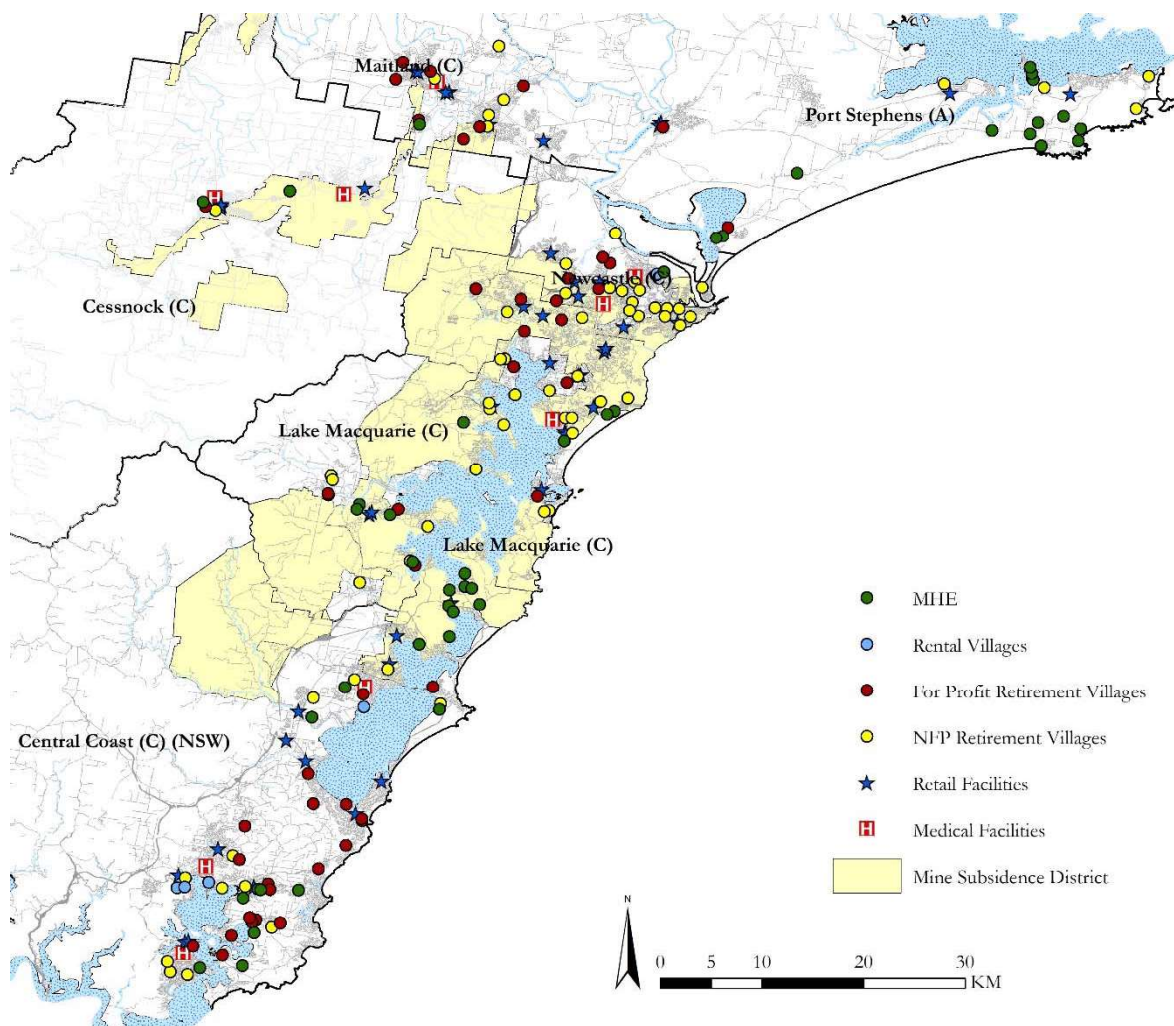 Maitland (C)
H
Port Stephens (A)
H
H
Newcastle (C)
H
Cessnock (C)
H
Lake Macquarie (C)
H
Lake Macquarie (C)
MHE
Rental Villages
H
For Profit Retirement Villages
Central Coast (C) (NSW)
NFP Retirement Villages
Retail Facilities
H
Medical Facilities
H
Mine Subsidence District
N
H
0 5 10 20 30
KM